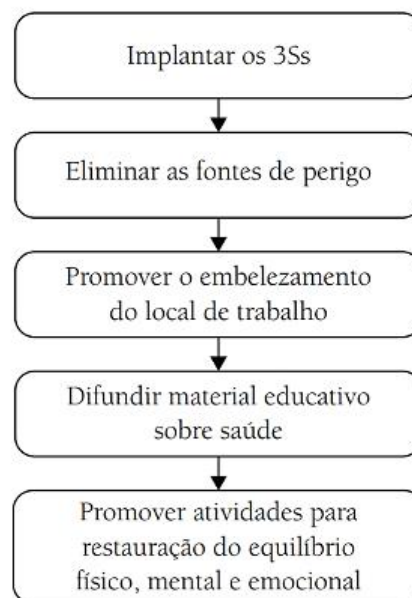 Implantar os 3Ss
Eliminar as fontes de perigo
Promover o embelezamento
do local de trabalho
Difundir material educativo
sobre saúde
Promover atividades para
restauração do equilíbrio
físico, mental e emocional